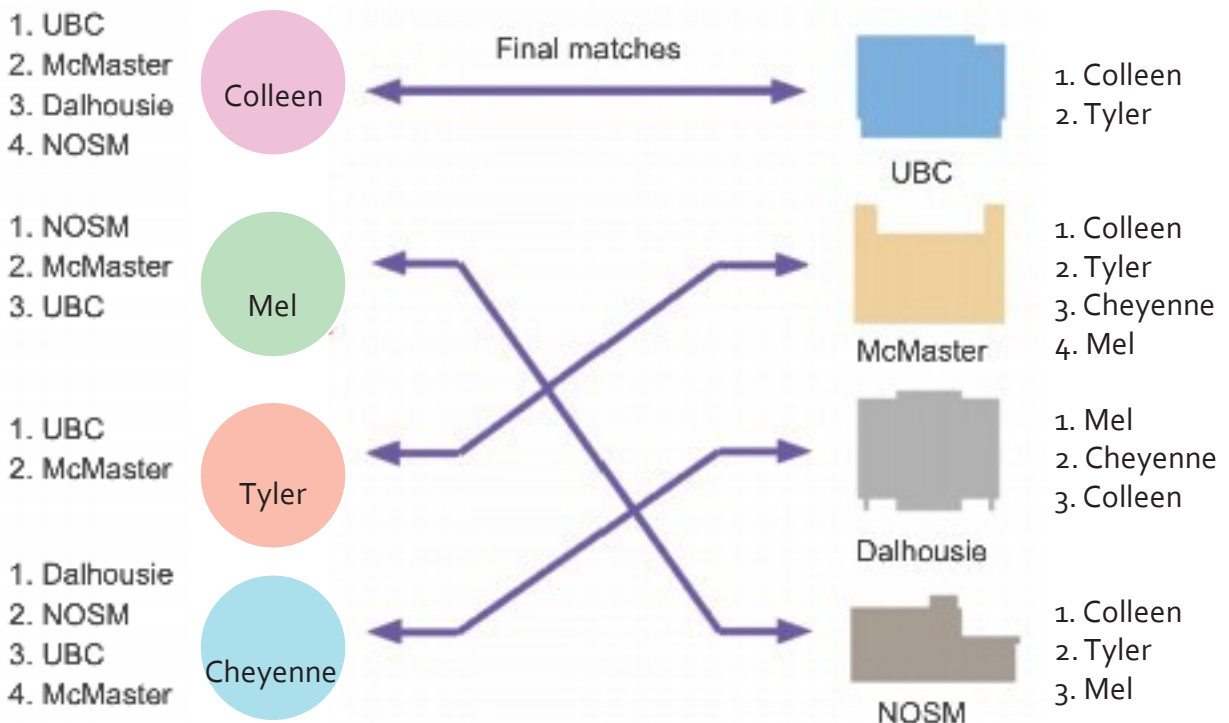 1. UBC
2. McMaster
3. Dalhousie
4. NOSM
Colleen
Final matches
UBC
1. Colleen
2. Tyler
1. NOSM
2. McMaster
3. UBC
Mel
McMaster
1. Colleen
2. Tyler
3. Cheyenne
4. Mel
1. UBC
2. McMaster
Tyler
Dalhousie
1. Mel
2. Cheyenne
3. Colleen
1. Dalhousie
2. NOSM
3. UBC
4. McMaster
Cheyenne
NOSM
1. Colleen
2. Tyler
3. Mel